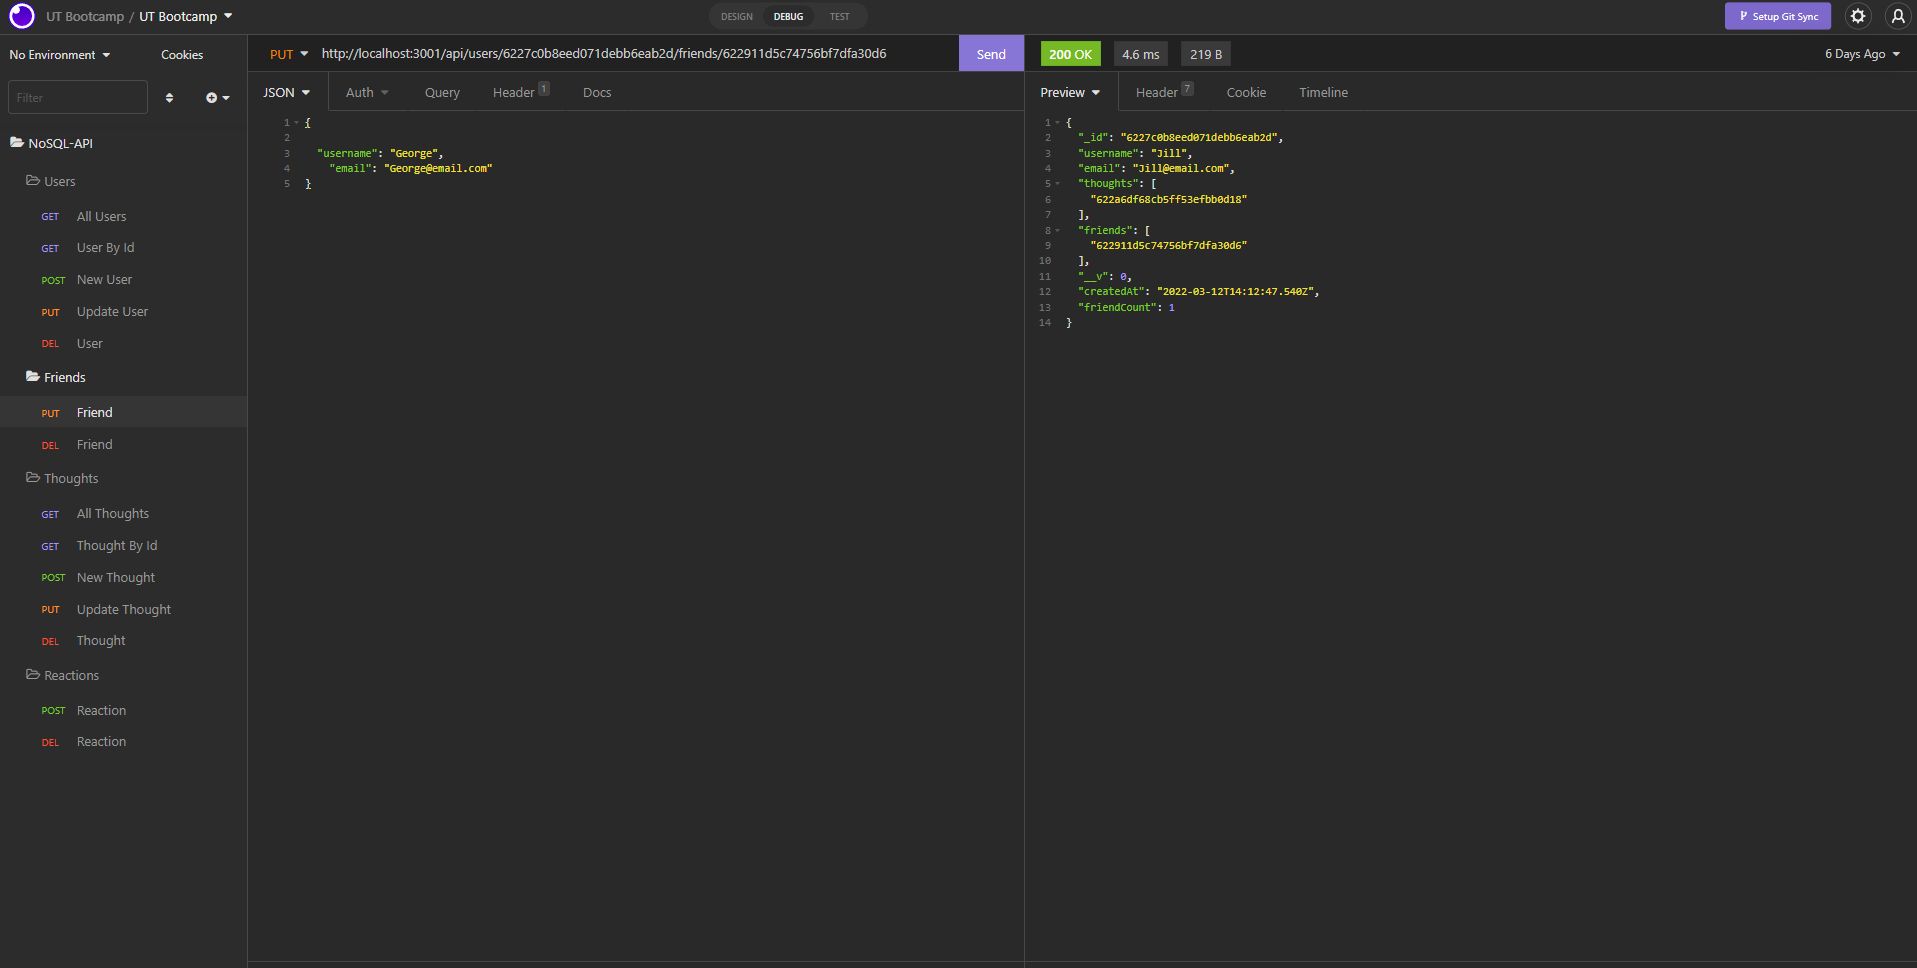 UT Bootcamp / UT Bootcamp
DESIGN DEBUG TEST
Setup Git Sync
No Environment Cookies
Filter
NoSQL-API
Users
GET All Users
GET User By Id
POST New User
PUT Update User
DEL User
Friends
PUT Friend
DEL Friend
Thoughts
GET All Thoughts
GET Thought By Id
POST New Thought
PUT Update Thought
DEL Thought
Reactions
POST Reaction
DEL Reaction
PUT http://localhost:3001/api/users/6227c0b8eed071debb6eab2d/friends/622911d5c74756bf7dfa30d6 Send
JSON Auth Query Header 1 Docs
1 {
2
3 "username": "George",
4 "email": "George@email.com"
5 }
200 OK 4.6 ms 219 B 6 Days Ago
Preview Header 7 Cookie Timeline
1 {
2 "_id": "6227c0b8eed071debb6eab2d",
3 "username": "Jill",
4 "email": "Jill@email.com",
5 "thoughts": [
6 "622a6df68cb5ff53efbb0d18"
7 ],
8 "friends": [
9 "622911d5c74756bf7dfa30d6"
10 ],
11 "__v": 0,
12 "createdAt": "2022-03-12T14:12:47.540Z",
13 "friendCount": 1
14 }